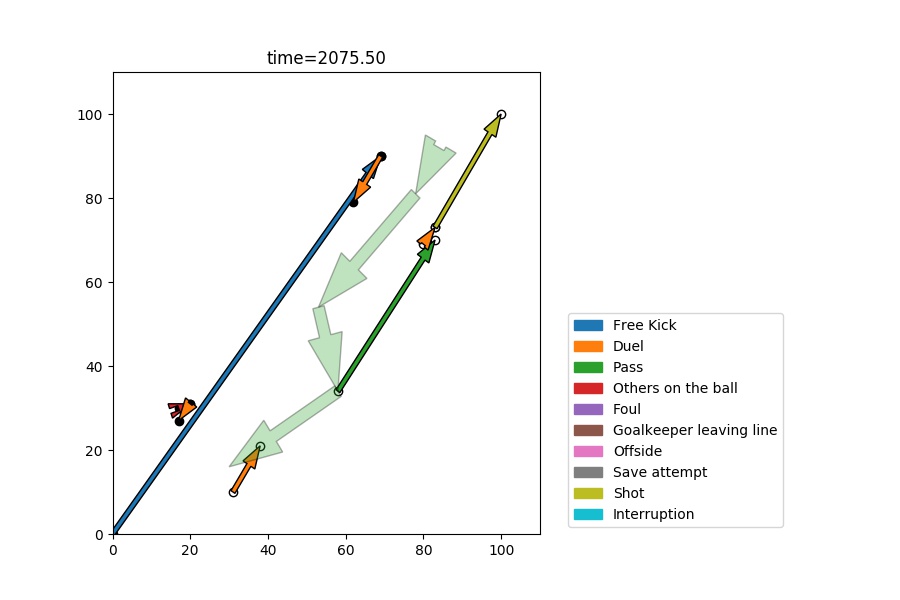 time=2075.50
100
80
60
40
20
0
0 20 40 60 80 100
Free Kick
Duel
Pass
Others on the ball
Foul
Goalkeeper leaving line
Offside
Save attempt
Shot
Interruption